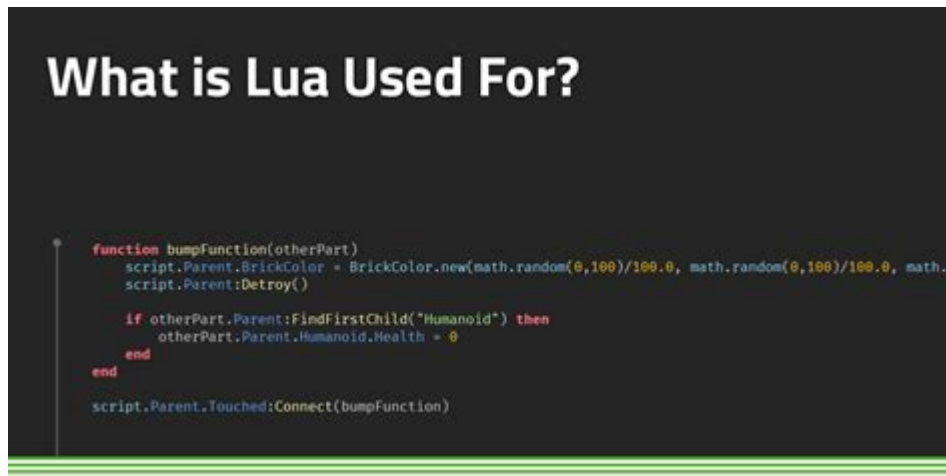 What is Lua Used For?
function bumpFunction(otherPart)
script.Parent.BrickColor = BrickColor.new(math.random(0,100)/100.0, math.random(0,100)/100.0, math.
script.Parent:Detroy()
if otherPart.Parent:FindFirstChild("Humanoid") then
otherPart.Parent.Humanoid.Health = 0
end
end
script.Parent.Touched:Connect(bumpFunction)